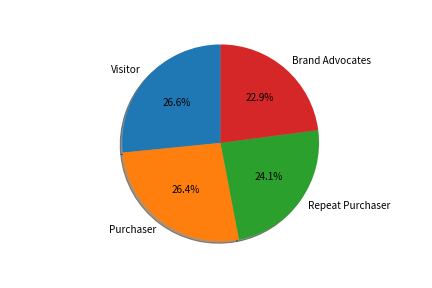 Brand Advocates
Visitor
22.9%
26.6%
24.1%
26.4%
Repeat Purchaser
Purchaser